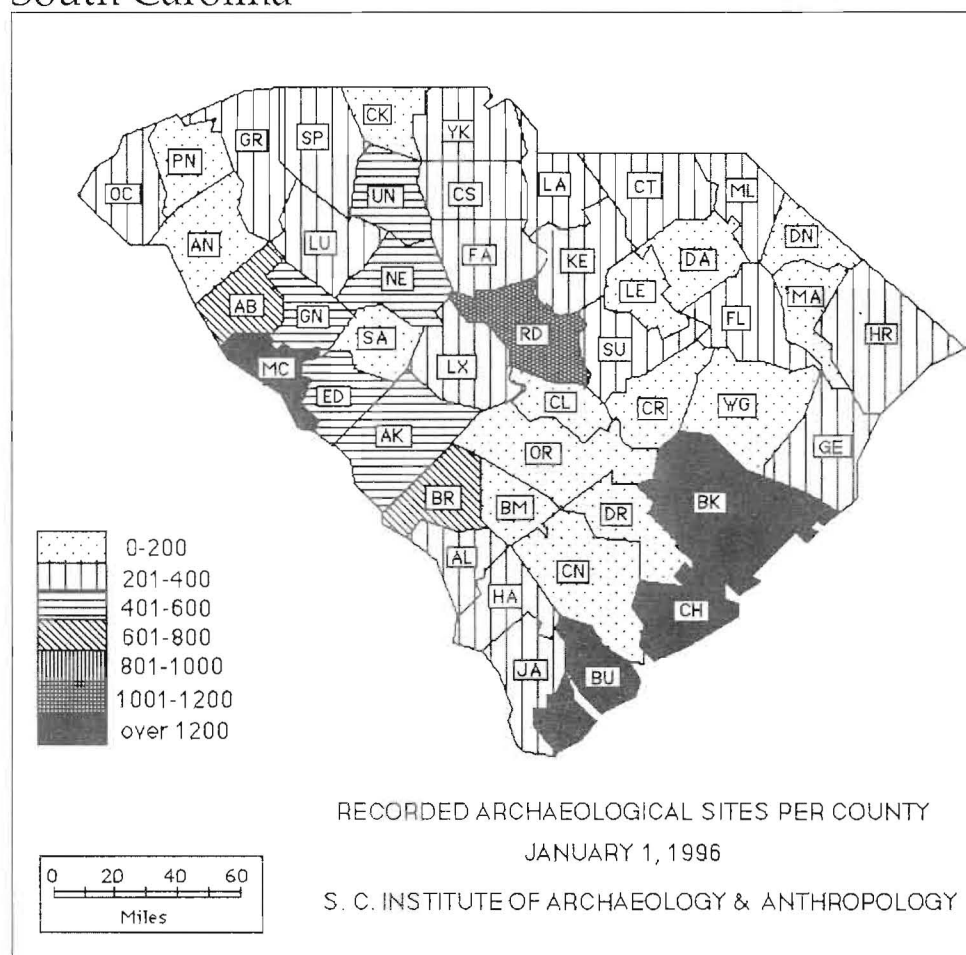 South Carolina
CK
YK
SP
GR
PN
OC
UN
CS
LA
CT
ML
AN
LU
FA
KE
DA
DN
NE
LE
MA
AB
GN
SA
RD
SU
FL
HR
MC
LX
ED
CL
CR
WG
AK
GE
OR
BR
BM
DR
BK
AL
CN
HA
CH
JA
BU
0-200
201-400
401-600
601-800
801-1000
1001-1200
over 1200
RECORDED ARCHAEOLOGICAL SITES PER COUNTY
JANUARY 1, 1996
S. C. INSTITUTE OF ARCHAEOLOGY & ANTHROPOLOGY
0 20 40 60
Miles